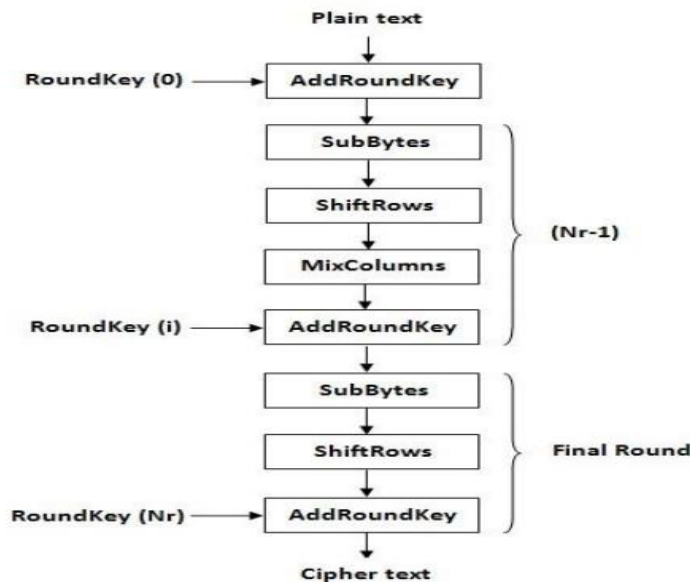 Plain text
RoundKey (0)
AddRoundKey
SubBytes
ShiftRows
(Nr-1)
MixColumns
RoundKey (i)
AddRoundKey
SubBytes
ShiftRows
Final Round
RoundKey (Nr)
AddRoundKey
Cipher text